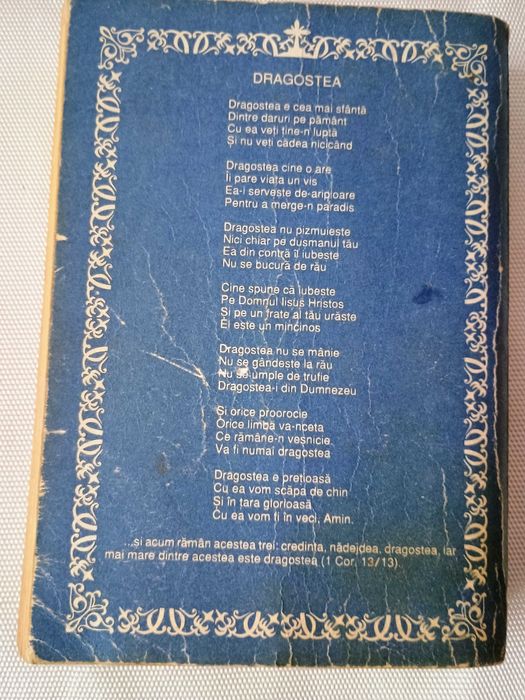 DRAGOSTEA
Dragostea e cea mai sfântă
Dintre daruri pe pământ
Cu ea veți ține-n luptă
Și nu veți cădea nicicând
Dragostea cine o are
Îi pare viața un vis
Ea-i servește de-aripioare
Pentru a merge-n paradis
Dragostea nu pizmuiește
Nici chiar pe dușmanul tău
Ea din contră îl iubește
Nu se bucură de rău
Cine spune că iubește
Pe Domnul Iisus Hristos
Și pe un frate al tău urăște
El este un mincinos
Dragostea nu se mânie
Nu se gândește la rău
Nu se umple de trufie
Dragostea-i din Dumnezeu
Și orice proorocie
Orice limbă va-nceta
Ce rămâne-n veșnicie
Va fi numai dragostea
Dragostea e prețioasă
Cu ea vom scăpa de chin
Și în țara glorioasă
Cu ea vom fi în veci, Amin.
...și acum rămân acestea trei: credința, nădejdea, dragostea, iar
mai mare dintre acestea este dragostea (1 Cor. 13/13)